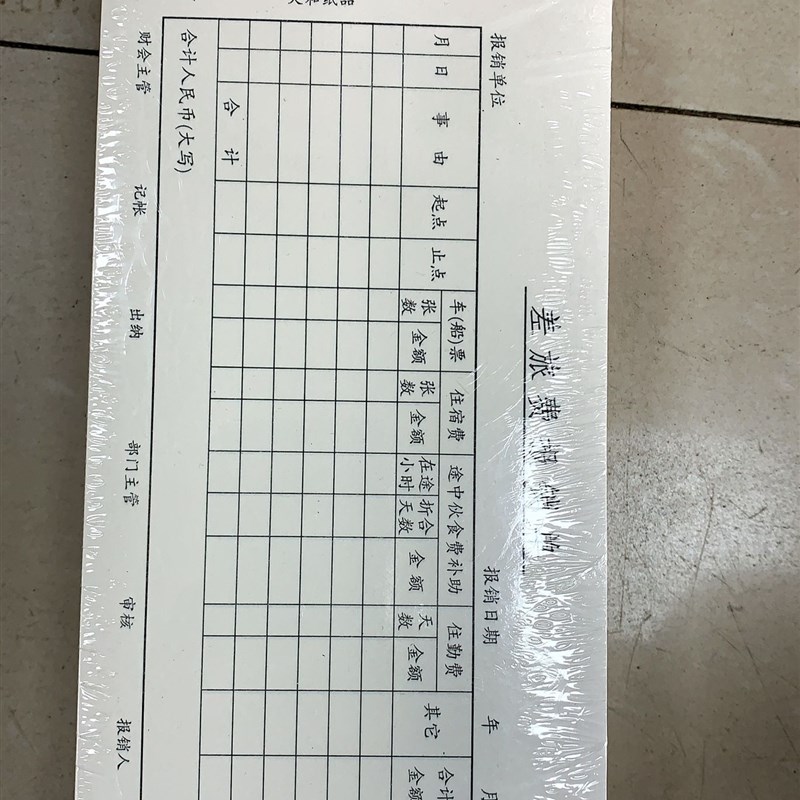 差旅费
报销单位
报销日期 年 月
月 日 事由 起点 止点 车(船)票 住宿费 途中伙食费补助 住勤费 其它 合计金额
张数 金额 张数 金额 在途小时 折合天数 金额 天数 金额
合计
合计人民币(大写)
财会主管 记帐 出纳 部门主管 审核 报销人